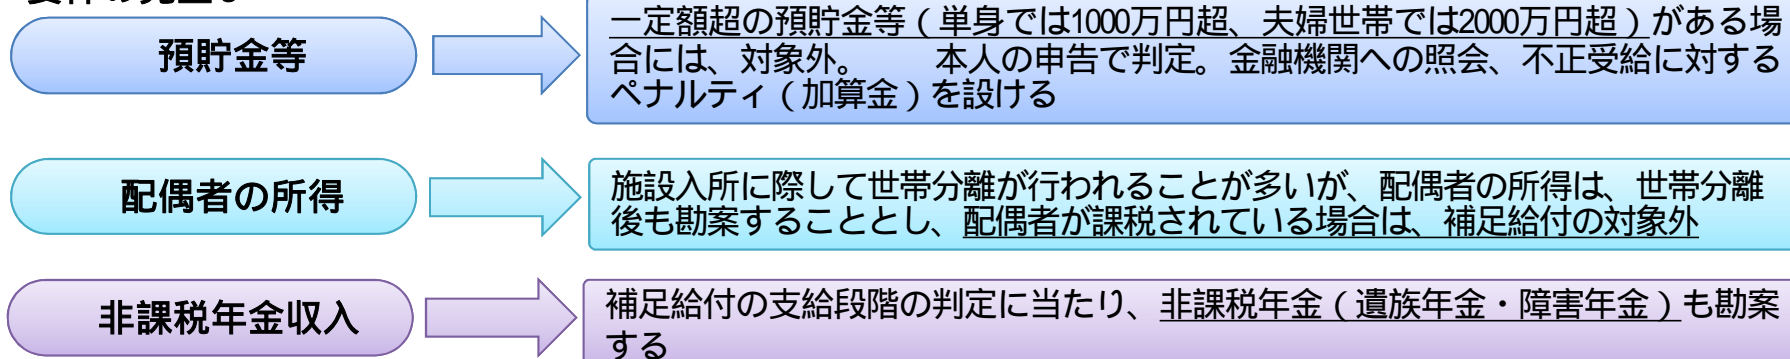 預貯金等
一定額超の預貯金等(単身では1000万円超、夫婦世帯では2000万円超)がある場
合には、対象外。 本人の申告で判定。金融機関への照会、不正受給に対する
ペナルティ(加算金)を設ける
配偶者の所得
施設入所に際して世帯分離が行われることが多いが、配偶者の所得は、世帯分離
後も勘案することとし、配偶者が課税されている場合は、補足給付の対象外
非課税年金収入
補足給付の支給段階の判定に当たり、非課税年金(遺族年金・障害年金)も勘案
する